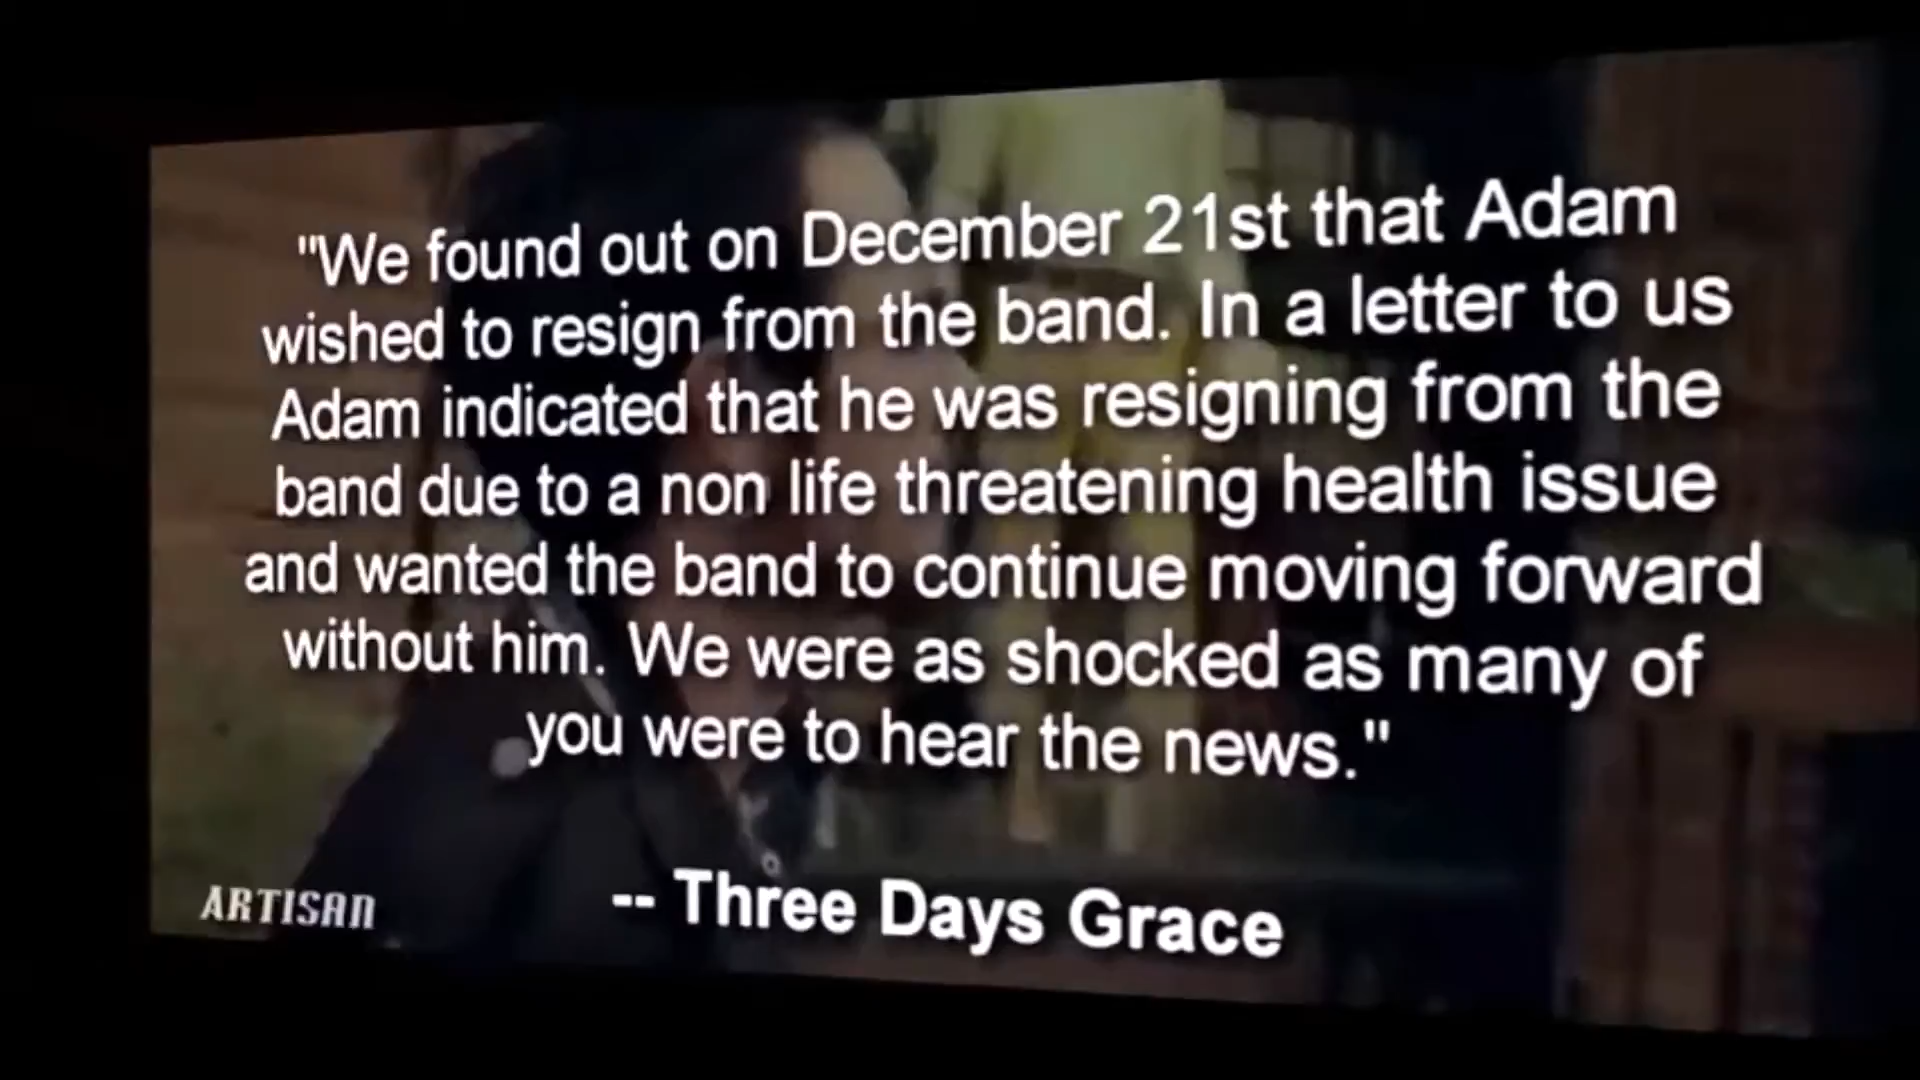 "We found out on December 21st that Adam
wished to resign from the band. In a letter to us
Adam indicated that he was resigning from the
band due to a non life threatening health issue
and wanted the band to continue moving forward
without him. We were as shocked as many of
you were to hear the news."
-- Three Days Grace
ARTISAN